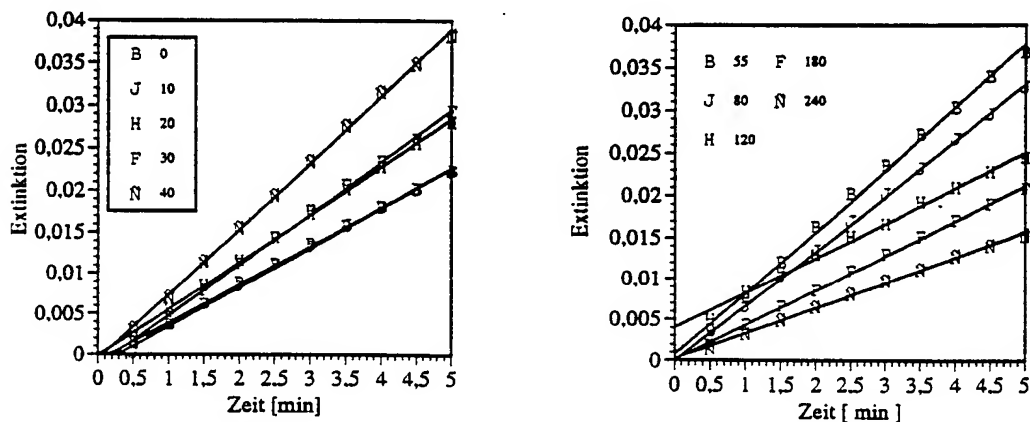 Extinktion
0,04
0,035
0,03
0,025
0,02
0,015
0,01
0.005
0
B 0
J 10
H 20
F 30
Ñ 40
0 0,5 1 1,5 2 2,5 3 3,5 4 4,5 5
Zeit [min]
Extinktion
0,04
0,035
0,03
0,025
0,02
0,015
0,01
0.005
0
B 55 F 180
J 80 Ñ 240
H 120
0 0,5 1 1,5 2 2,5 3 3,5 4 4,5 5
Zeit [ min ]